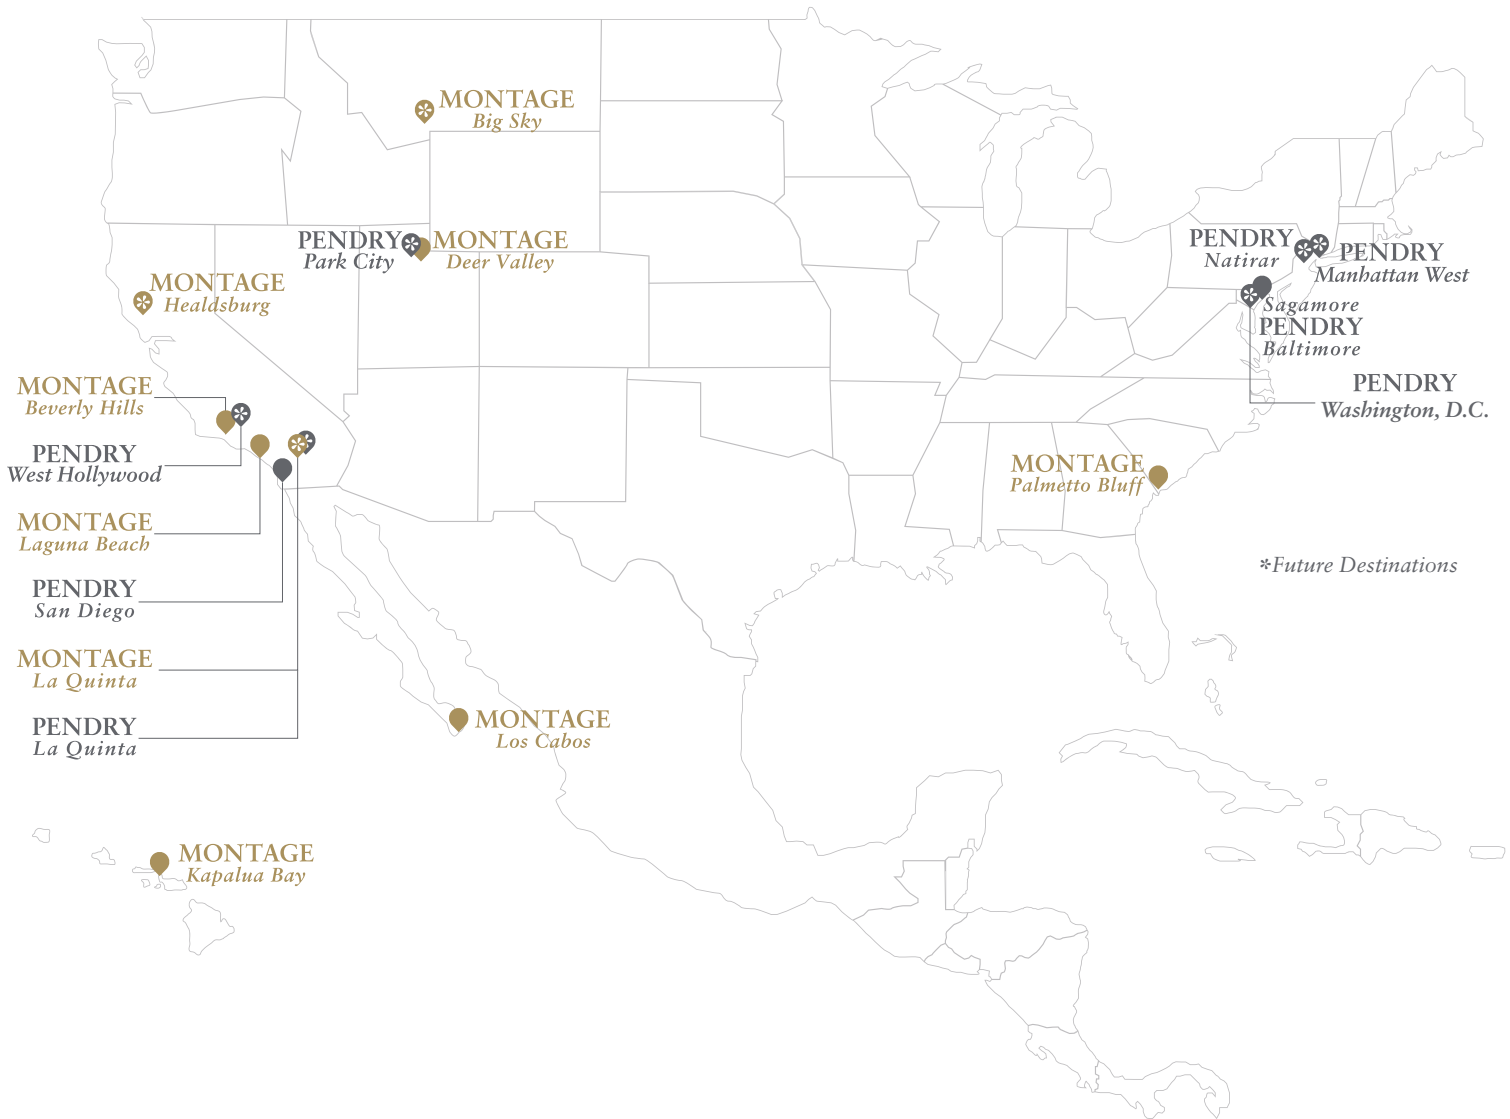 MONTAGE
Big Sky
PENDRY
Park City
MONTAGE
Deer Valley
PENDRY
Natirar
PENDRY
Manhattan West
MONTAGE
Healdsburg
Sagamore
PENDRY
Baltimore
MONTAGE
Beverly Hills
PENDRY
Washington, D.C.
PENDRY
West Hollywood
MONTAGE
Palmetto Bluff
MONTAGE
Laguna Beach
*Future Destinations
PENDRY
San Diego
MONTAGE
La Quinta
PENDRY
La Quinta
MONTAGE
Los Cabos
MONTAGE
Kapalua Bay